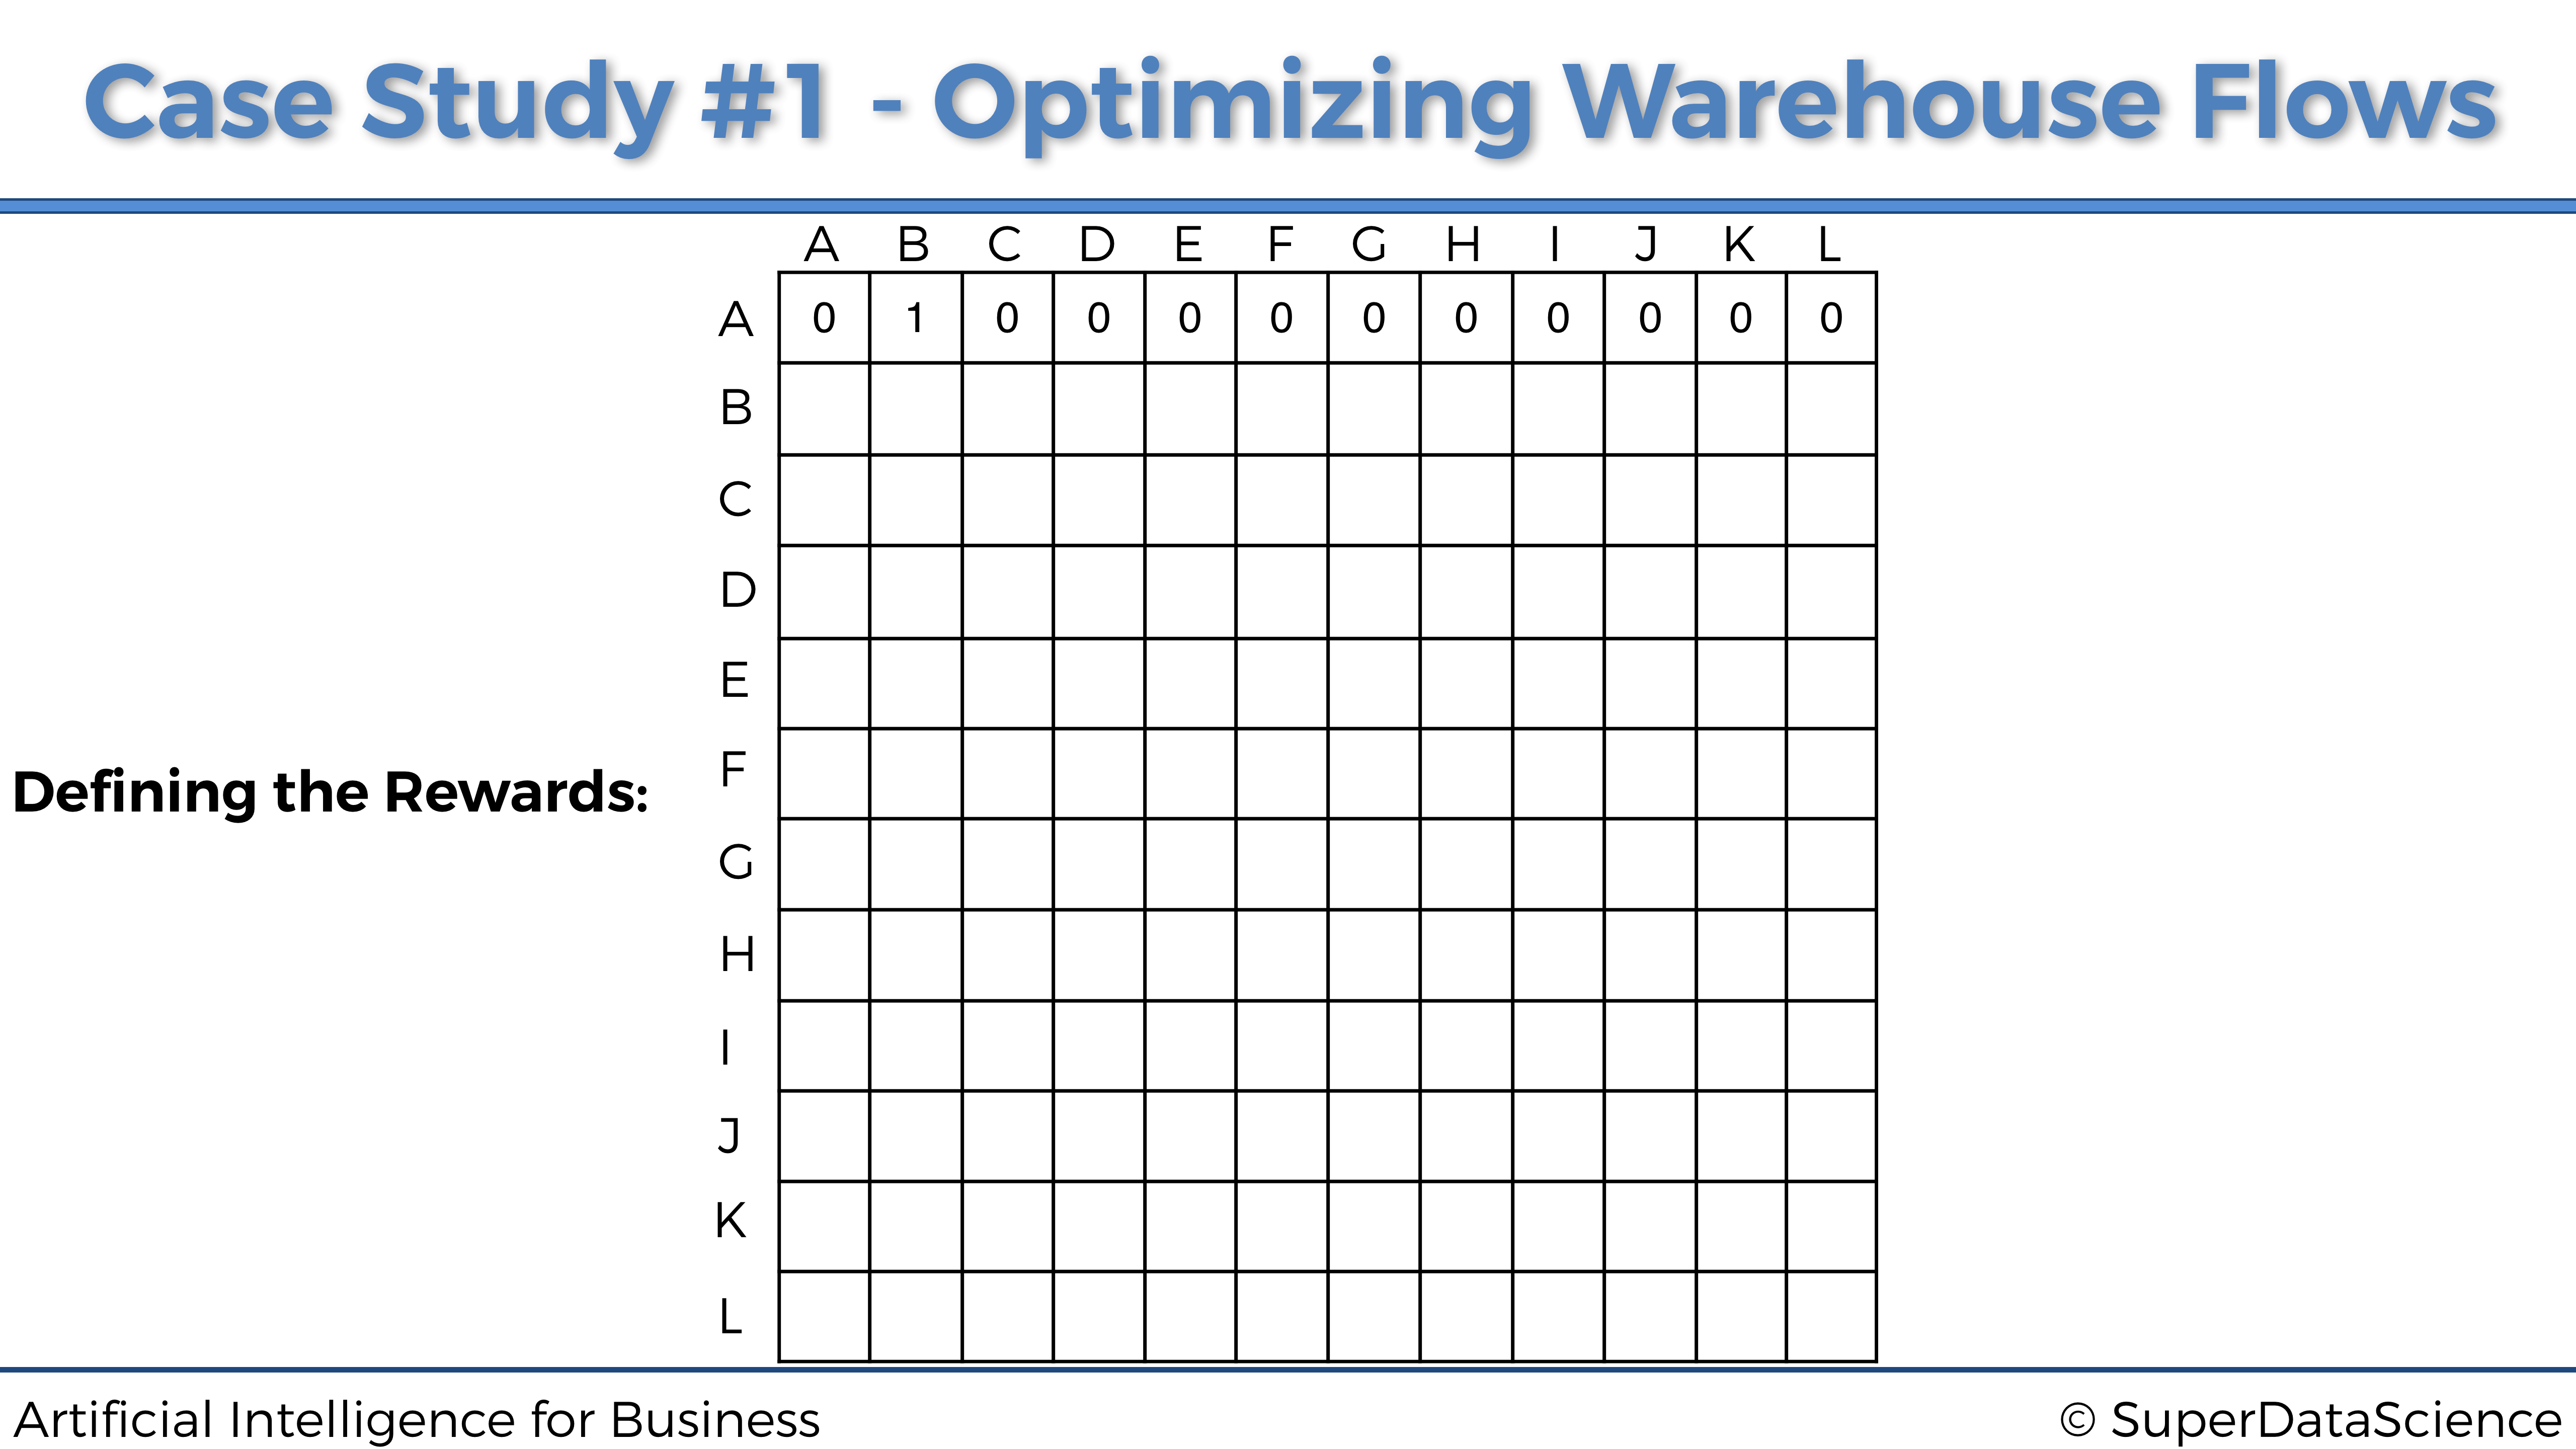 Case Study #1 - Optimizing Warehouse Flows
A B C D E F G H I J K L
A 0 1 0 0 0 0 0 0 0 0 0 0
B
C
D
E
F
Defining the Rewards:
G
H
I
J
K
L
Artificial Intelligence for Business
© SuperDataScience